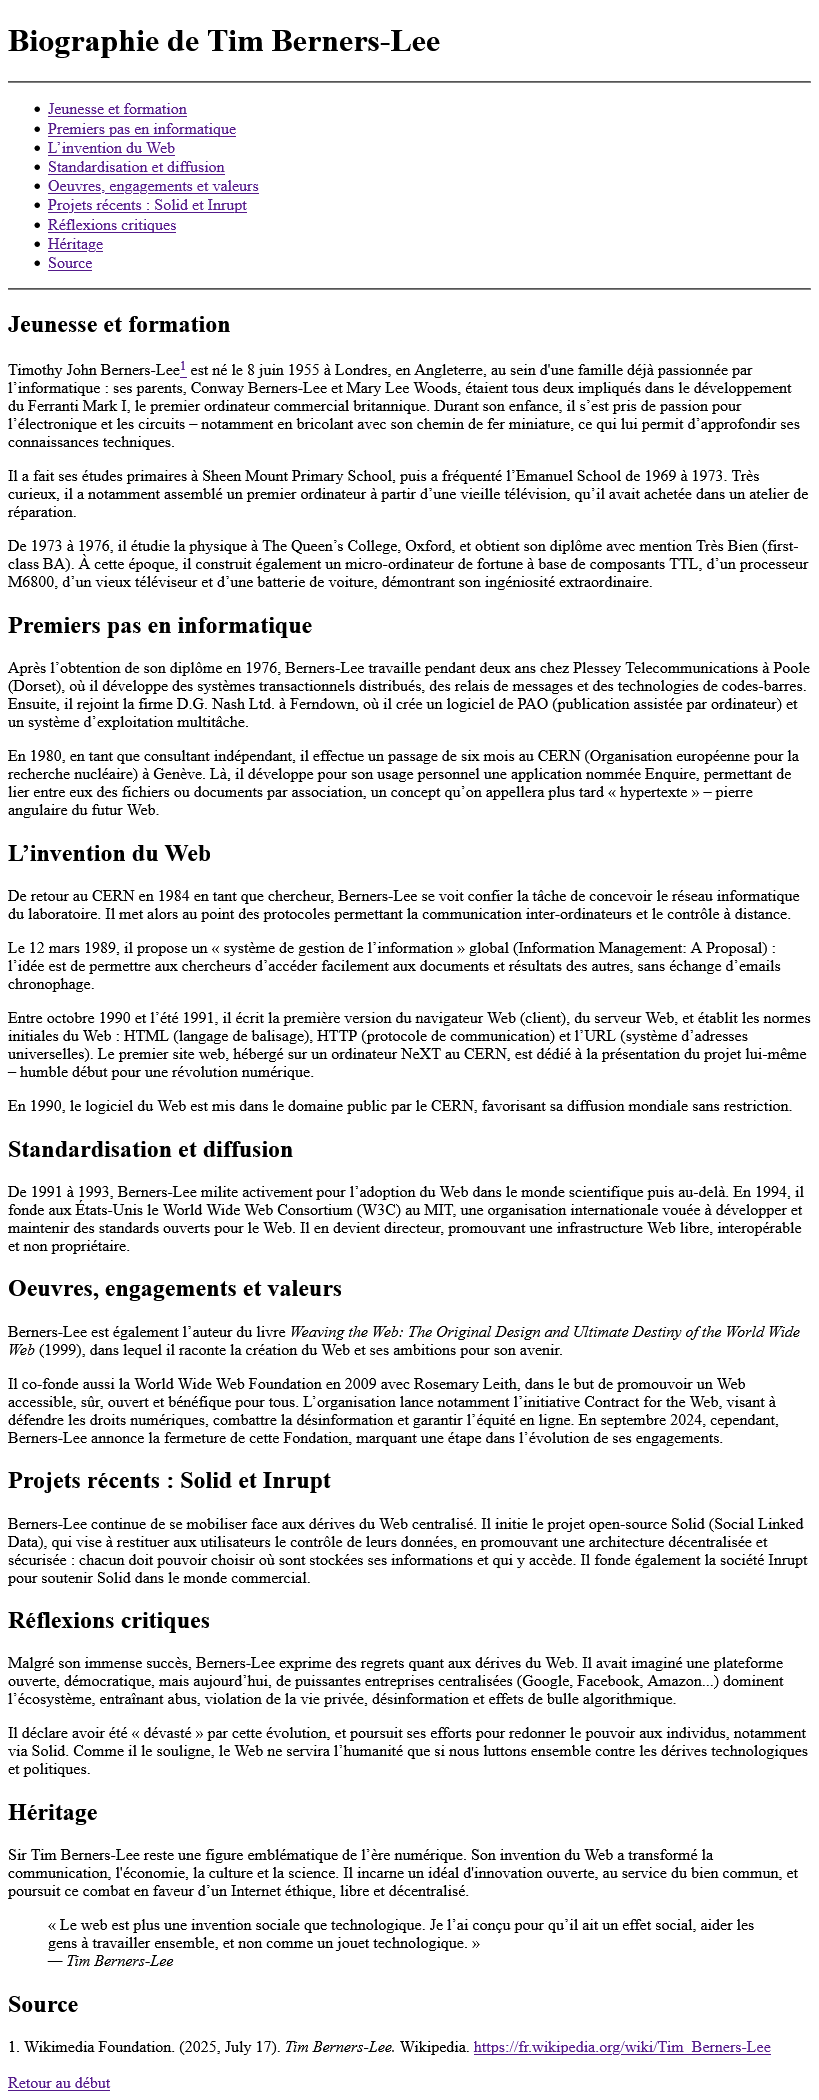 Biographie de Tim Berners-Lee
Jeunesse et formation
Premiers pas en informatique
L’invention du Web
Standardisation et diffusion
Oeuvres, engagements et valeurs
Projets récents : Solid et Inrupt
Réflexions critiques
Héritage
Source
Jeunesse et formation
Timothy John Berners-Lee1 est né le 8 juin 1955 à Londres, en Angleterre, au sein d'une famille déjà passionnée par
l’informatique : ses parents, Conway Berners-Lee et Mary Lee Woods, étaient tous deux impliqués dans le développement
du Ferranti Mark I, le premier ordinateur commercial britannique. Durant son enfance, il s’est pris de passion pour
l’électronique et les circuits – notamment en bricolant avec son chemin de fer miniature, ce qui lui permit d’approfondir ses
connaissances techniques.
Il a fait ses études primaires à Sheen Mount Primary School, puis a fréquenté l’Emanuel School de 1969 à 1973. Très
curieux, il a notamment assemblé un premier ordinateur à partir d’une vieille télévision, qu’il avait achetée dans un atelier de
réparation.
De 1973 à 1976, il étudie la physique à The Queen’s College, Oxford, et obtient son diplôme avec mention Très Bien (first-
class BA). À cette époque, il construit également un micro-ordinateur de fortune à base de composants TTL, d’un processeur
M6800, d’un vieux téléviseur et d’une batterie de voiture, démontrant son ingéniosité extraordinaire.
Premiers pas en informatique
Après l’obtention de son diplôme en 1976, Berners-Lee travaille pendant deux ans chez Plessey Telecommunications à Poole
(Dorset), où il développe des systèmes transactionnels distribués, des relais de messages et des technologies de codes-barres.
Ensuite, il rejoint la firme D.G. Nash Ltd. à Ferndown, où il crée un logiciel de PAO (publication assistée par ordinateur) et
un système d’exploitation multitâche.
En 1980, en tant que consultant indépendant, il effectue un passage de six mois au CERN (Organisation européenne pour la
recherche nucléaire) à Genève. Là, il développe pour son usage personnel une application nommée Enquire, permettant de
lier entre eux des fichiers ou documents par association, un concept qu’on appellera plus tard « hypertexte » – pierre
angulaire du futur Web.
L’invention du Web
De retour au CERN en 1984 en tant que chercheur, Berners-Lee se voit confier la tâche de concevoir le réseau informatique
du laboratoire. Il met alors au point des protocoles permettant la communication inter-ordinateurs et le contrôle à distance.
Le 12 mars 1989, il propose un « système de gestion de l’information » global (Information Management: A Proposal) :
l’idée est de permettre aux chercheurs d’accéder facilement aux documents et résultats des autres, sans échange d’emails
chronophage.
Entre octobre 1990 et l’été 1991, il écrit la première version du navigateur Web (client), du serveur Web, et établit les normes
initiales du Web : HTML (langage de balisage), HTTP (protocole de communication) et l’URL (système d’adresses
universelles). Le premier site web, hébergé sur un ordinateur NeXT au CERN, est dédié à la présentation du projet lui-même
– humble début pour une révolution numérique.
En 1990, le logiciel du Web est mis dans le domaine public par le CERN, favorisant sa diffusion mondiale sans restriction.
Standardisation et diffusion
De 1991 à 1993, Berners-Lee milite activement pour l’adoption du Web dans le monde scientifique puis au-delà. En 1994, il
fonde aux États-Unis le World Wide Web Consortium (W3C) au MIT, une organisation internationale vouée à développer et
maintenir des standards ouverts pour le Web. Il en devient directeur, promouvant une infrastructure Web libre, interopérable
et non propriétaire.
Oeuvres, engagements et valeurs
Berners-Lee est également l’auteur du livre Weaving the Web: The Original Design and Ultimate Destiny of the World Wide
Web (1999), dans lequel il raconte la création du Web et ses ambitions pour son avenir.
Il co-fonde aussi la World Wide Web Foundation en 2009 avec Rosemary Leith, dans le but de promouvoir un Web
accessible, sûr, ouvert et bénéfique pour tous. L’organisation lance notamment l’initiative Contract for the Web, visant à
défendre les droits numériques, combattre la désinformation et garantir l’équité en ligne. En septembre 2024, cependant,
Berners-Lee annonce la fermeture de cette Fondation, marquant une étape dans l’évolution de ses engagements.
Projets récents : Solid et Inrupt
Berners-Lee continue de se mobiliser face aux dérives du Web centralisé. Il initie le projet open-source Solid (Social Linked
Data), qui vise à restituer aux utilisateurs le contrôle de leurs données, en promouvant une architecture décentralisée et
sécurisée : chacun doit pouvoir choisir où sont stockées ses informations et qui y accède. Il fonde également la société Inrupt
pour soutenir Solid dans le monde commercial.
Réflexions critiques
Malgré son immense succès, Berners-Lee exprime des regrets quant aux dérives du Web. Il avait imaginé une plateforme
ouverte, démocratique, mais aujourd’hui, de puissantes entreprises centralisées (Google, Facebook, Amazon...) dominent
l’écosystème, entraînant abus, violation de la vie privée, désinformation et effets de bulle algorithmique.
Il déclare avoir été « dévasté » par cette évolution, et poursuit ses efforts pour redonner le pouvoir aux individus, notamment
via Solid. Comme il le souligne, le Web ne servira l’humanité que si nous luttons ensemble contre les dérives technologiques
et politiques.
Héritage
Sir Tim Berners-Lee reste une figure emblématique de l’ère numérique. Son invention du Web a transformé la
communication, l'économie, la culture et la science. Il incarne un idéal d'innovation ouverte, au service du bien commun, et
poursuit ce combat en faveur d’un Internet éthique, libre et décentralisé.
« Le web est plus une invention sociale que technologique. Je l’ai conçu pour qu’il ait un effet social, aider les
gens à travailler ensemble, et non comme un jouet technologique. »
— Tim Berners-Lee
Source
1. Wikimedia Foundation. (2025, July 17). Tim Berners-Lee. Wikipedia. https://fr.wikipedia.org/wiki/Tim_Berners-Lee
Retour au début